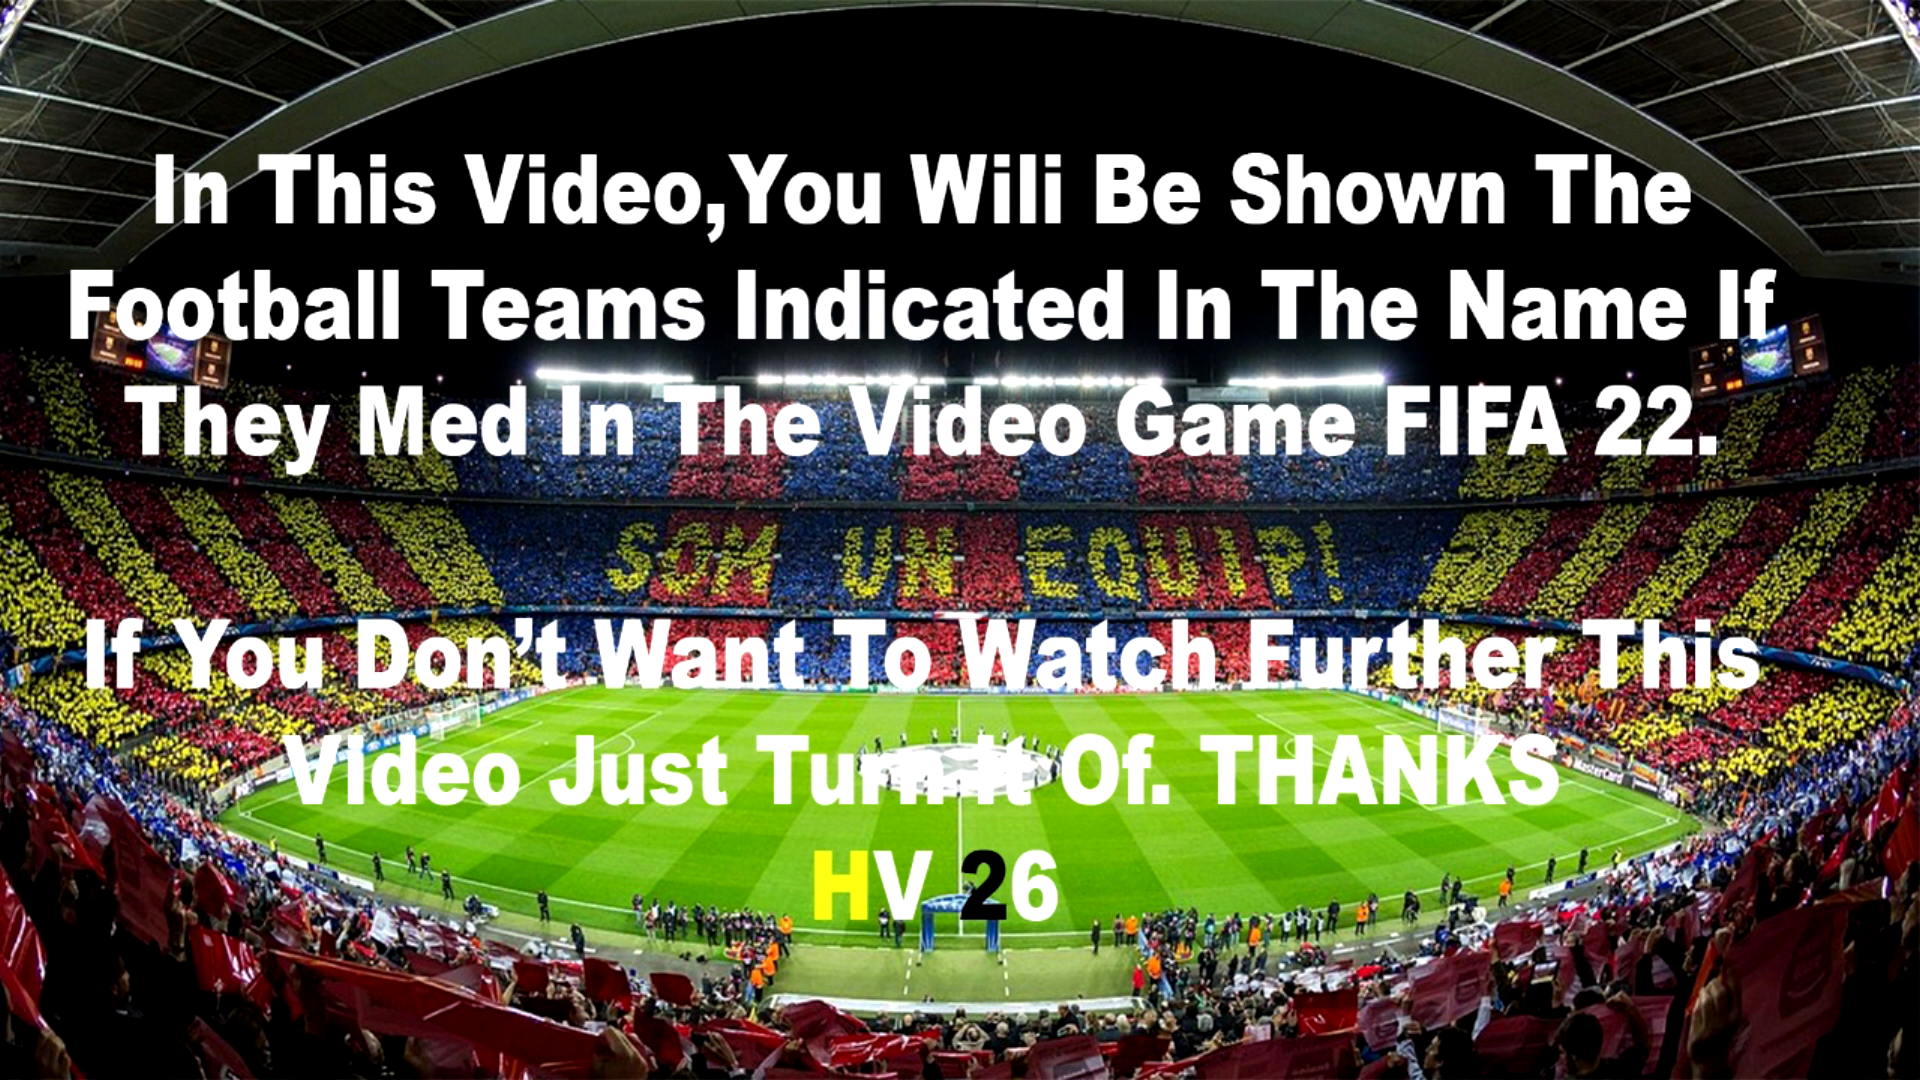 In This Video,You Wili Be Shown The
Football Teams Indicated In The Name If
They Med In The Video Game FIFA 22.
SOM UN EQUIP!
If You Don't Want To Watch Further This
Video Just Turn It Of. THANKS
MasterCard
HV 26